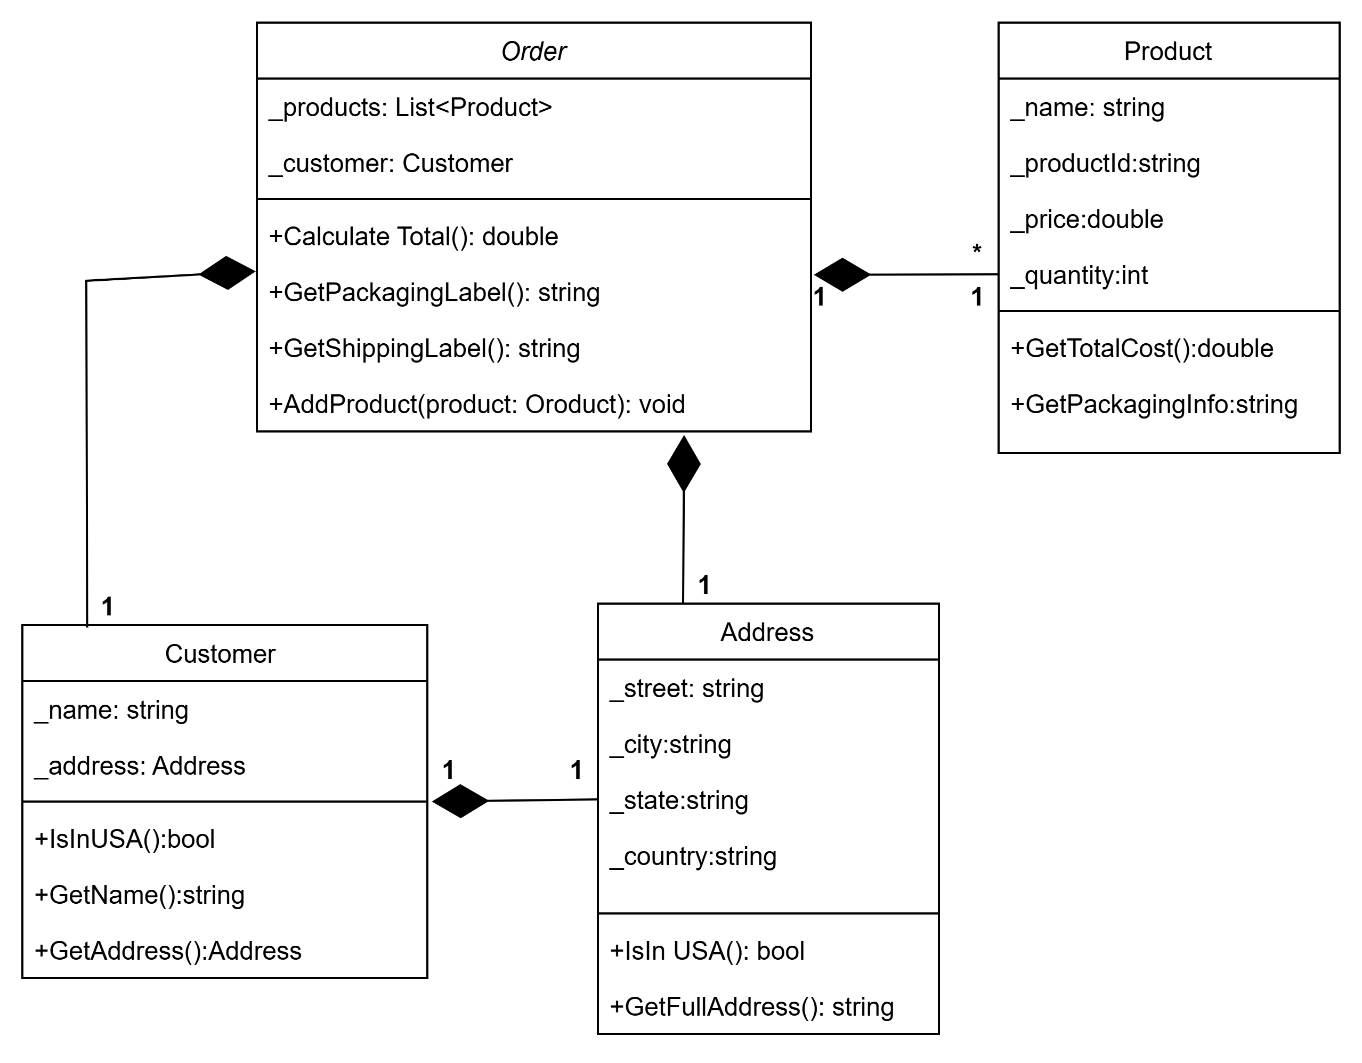 Order
_products: List<Product>
_customer: Customer
+Calculate Total(): double
+GetPackagingLabel(): string
+GetShippingLabel(): string
+AddProduct(product: Oroduct): void
1
*
1
Product
_name: string
_productId:string
_price:double
_quantity:int
+GetTotalCost():double
+GetPackagingInfo:string
1
Customer
_name: string
_address: Address
+IsInUSA():bool
+GetName():string
+GetAddress():Address
1
1
1
Address
_street: string
_city:string
_state:string
_country:string
+IsIn USA(): bool
+GetFullAddress(): string